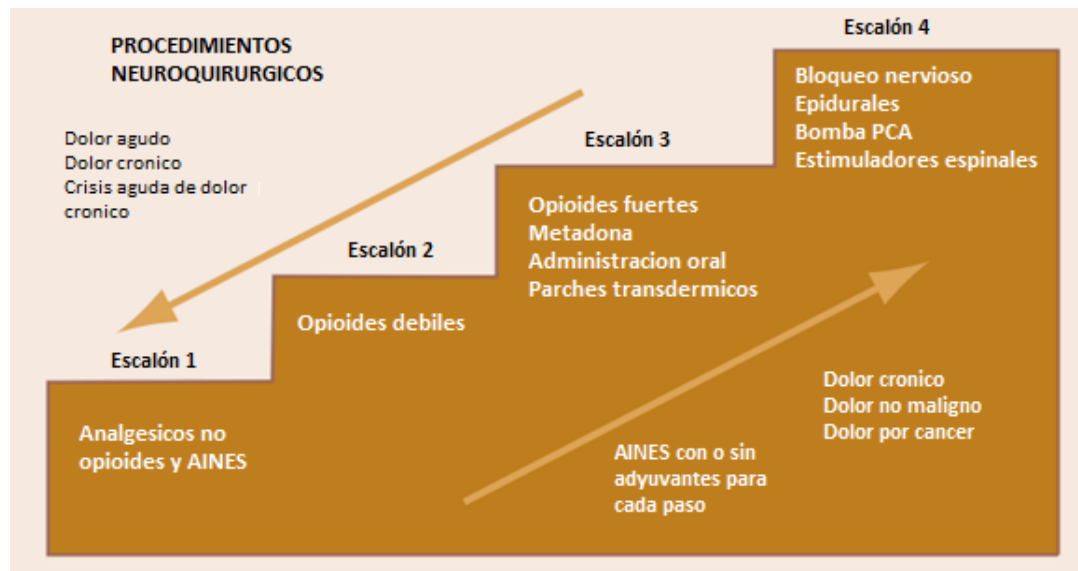 PROCEDIMIENTOS
NEUROQUIRURGICOS
Dolor agudo
Dolor cronico
Crisis aguda de dolor
cronico
Escalón 1
Analgesicos no
opioides y AINES
Escalón 2
Opioides debiles
Escalón 3
Opioides fuertes
Metadona
Administracion oral
Parches transdermicos
Escalón 4
Bloqueo nervioso
Epidurales
Bomba PCA
Estimuladores espinales
AINES con o sin
adyuvantes para
cada paso
Dolor cronico
Dolor no maligno
Dolor por cancer